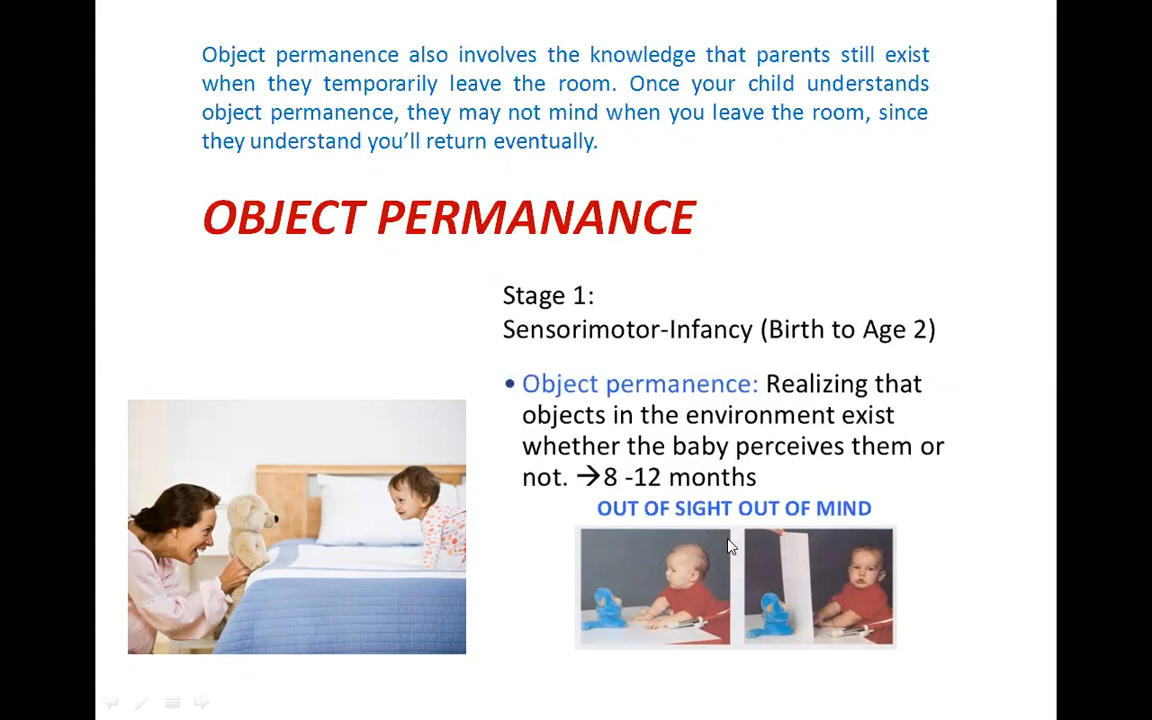 Object permanence also involves the knowledge that parents still exist
when they temporarily leave the room. Once your child understands
object permanence, they may not mind when you leave the room, since
they understand you'll return eventually.
OBJECT PERMANANCE
Stage 1:
Sensorimotor-Infancy (Birth to Age 2)
• Object permanence: Realizing that
objects in the environment exist
whether the baby perceives them or
not. →8 -12 months
OUT OF SIGHT OUT OF MIND